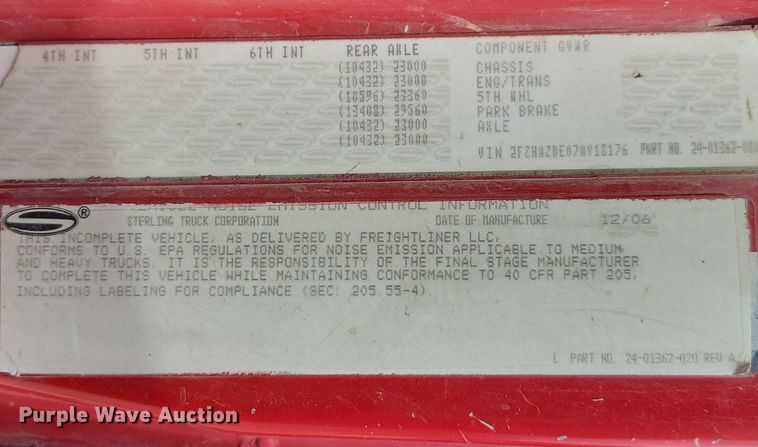 4TH INT 5TH INT 6TH INT REAR AXLE COMPONENT GVWR
(10432) 23000 CHASSIS
(10432) 23000 ENG/TRANS
(10596) 23360 5TH WHL
(13408) 29560 PARK BRAKE
(10432) 23000 AXLE
(10432) 23000
VIN 2FZHAZDE07AY18176 PART NO. 24-01362-080
VEHICLE NOISE EMISSION CONTROL INFORMATION
S ® STERLING TRUCK CORPORATION DATE OF MANUFACTURE 12/06
THIS INCOMPLETE VEHICLE, AS DELIVERED BY FREIGHTLINER LLC,
CONFORMS TO U.S. EPA REGULATIONS FOR NOISE EMISSION APPLICABLE TO MEDIUM
AND HEAVY TRUCKS. IT IS THE RESPONSIBILITY OF THE FINAL STAGE MANUFACTURER
TO COMPLETE THIS VEHICLE WHILE MAINTAINING CONFORMANCE TO 40 CFR PART 205,
INCLUDING LABELING FOR COMPLIANCE (SEC. 205.55-4)
L PART NO. 24-01362-020 REV A
Purple Wave Auction